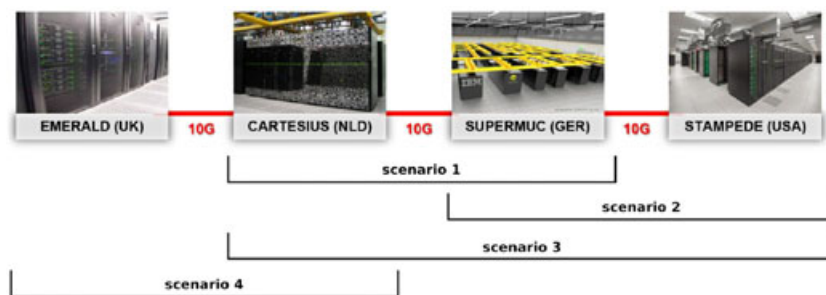 IBM
EMERALD (UK) 10G CARTESIUS (NLD) 10G SUPERMUC (GER) 10G STAMPEDE (USA)
scenario 1
scenario 2
scenario 3
scenario 4